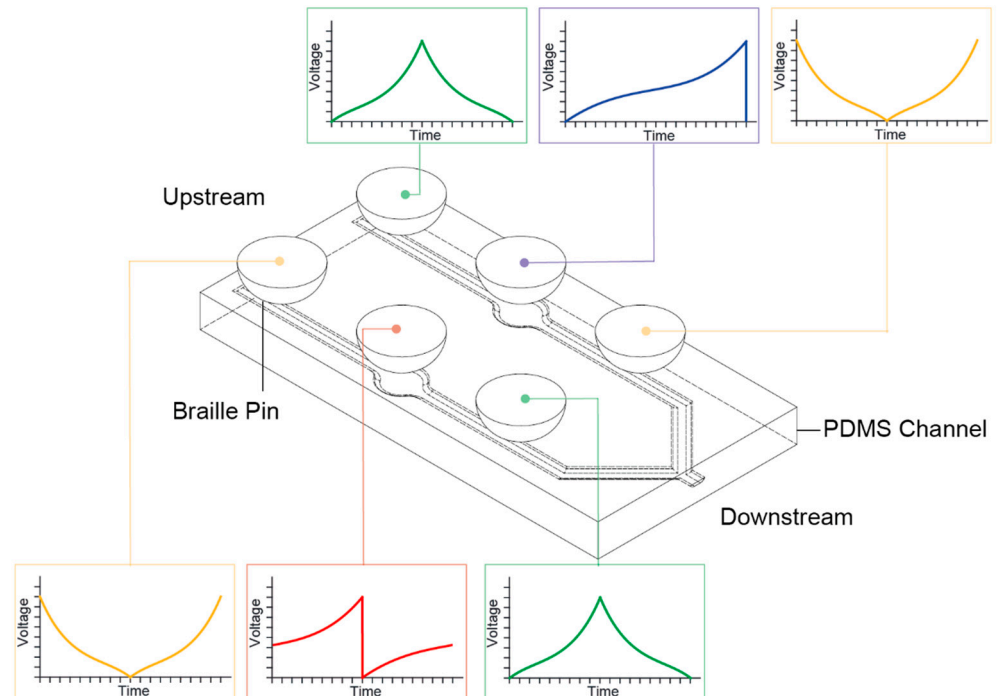 Voltage
Time
Voltage
Time
Voltage
Time
Upstream
Braille Pin
PDMS Channel
Downstream
Voltage
Time
Voltage
Time
Voltage
Time